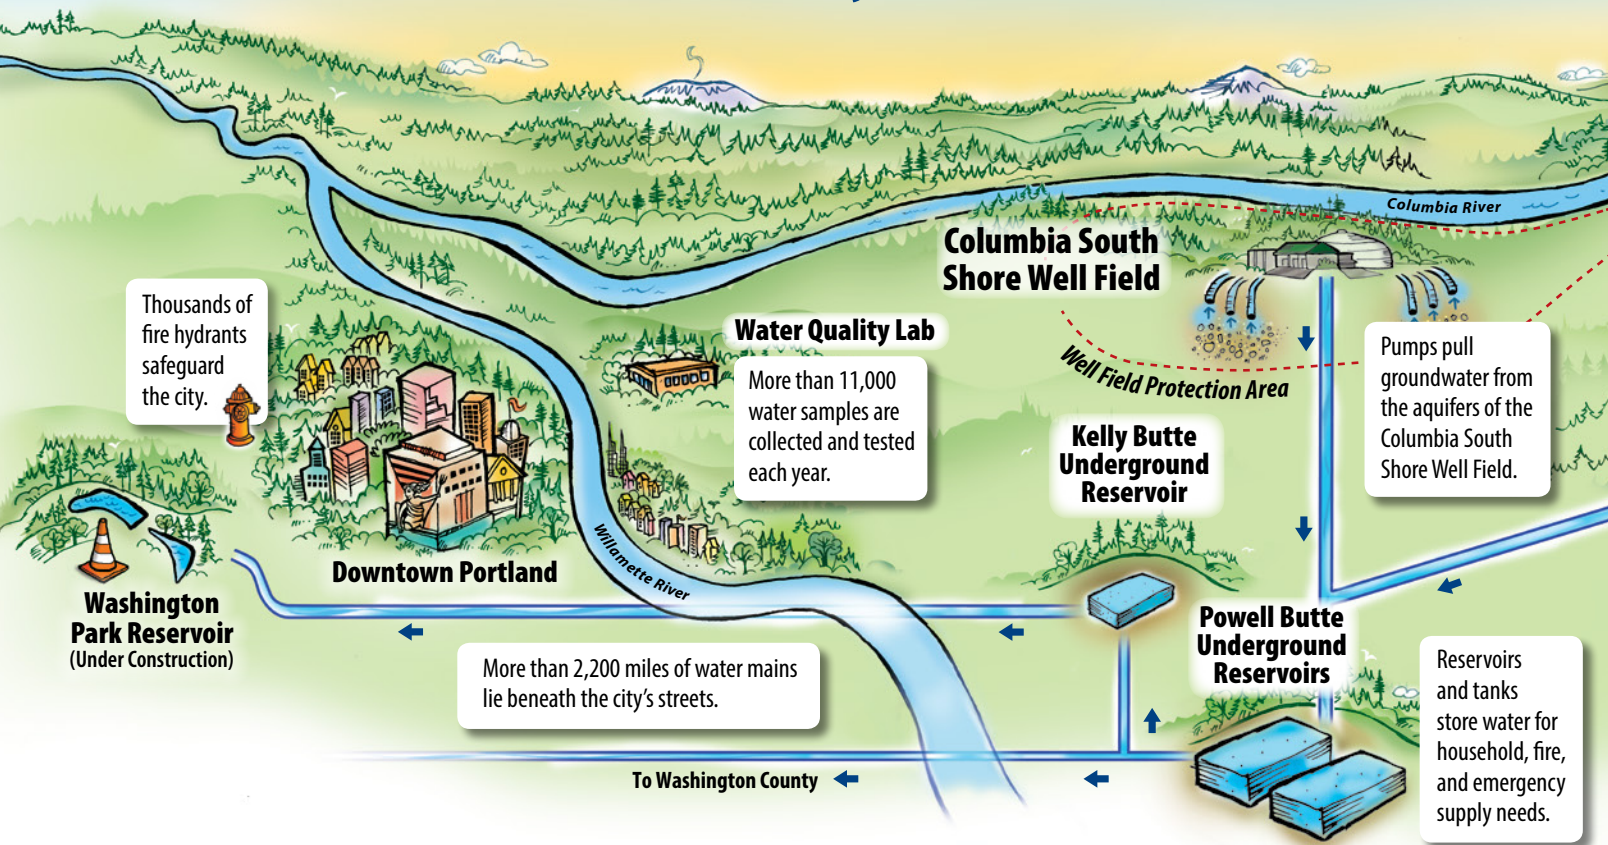 Columbia River
Columbia South
Shore Well Field
Thousands of
fire hydrants
safeguard
the city.
Water Quality Lab
More than 11,000
water samples are
collected and tested
each year.
Well Field Protection Area
Pumps pull
groundwater from
the aquifers of the
Columbia South
Shore Well Field.
Kelly Butte
Underground
Reservoir
Willamette River
Downtown Portland
Washington
Park Reservoir
(Under Construction)
Powell Butte
Underground
Reservoirs
More than 2,200 miles of water mains
lie beneath the city's streets.
Reservoirs
and tanks
store water for
household, fire,
and emergency
supply needs.
To Washington County